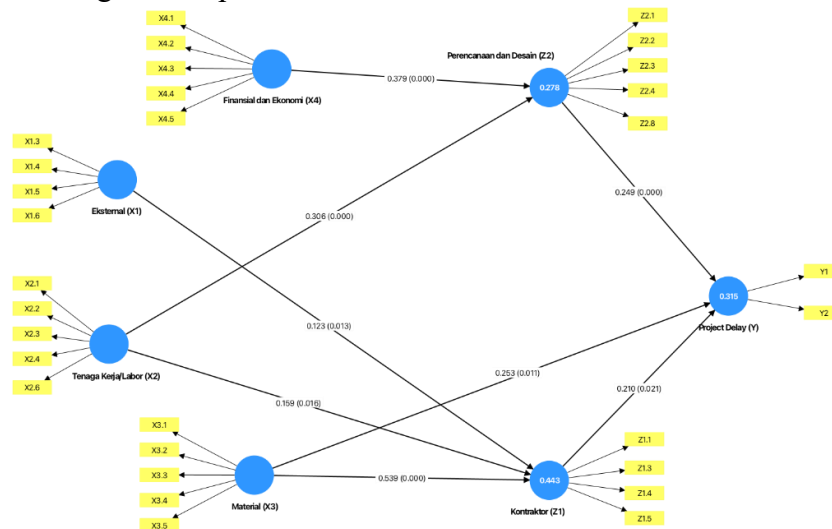 X4.1
X4.2
X4.3
X4.4
X4.5
Finansial dan Ekonomi (X4)
0.379 (0.000)
Perencanaan dan Desain (Z2)
0.278
Z2.1
Z2.2
Z2.3
Z2.4
Z2.8
X1.3
X1.4
X1.5
X1.6
Eksternal (X1)
0.306 (0.000)
0.249 (0.000)
0.123 (0.013)
X2.1
X2.2
X2.3
X2.4
X2.6
Tenaga Kerja/Labor (X2)
0.159 (0.016)
0.315
Project Delay (Y)
Y1
Y2
0.253 (0.011)
0.210 (0.021)
X3.1
X3.2
X3.3
X3.4
X3.5
Material (X3)
0.539 (0.000)
0.443
Kontraktor (Z1)
Z1.1
Z1.3
Z1.4
Z1.5